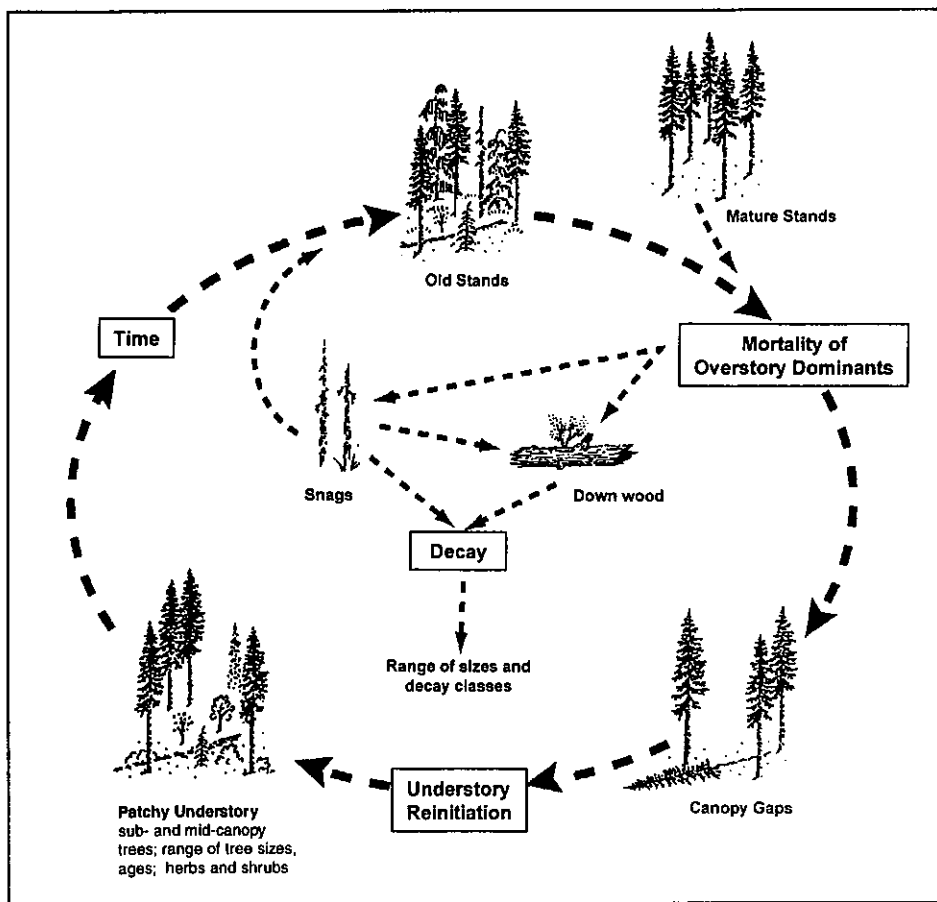 Mature Stands
Old Stands
Time
Mortality of
Overstory Dominants
Snags
Down wood
Decay
Range of sizes and
decay classes
Canopy Gaps
Understory
Reinitiation
Patchy Understory
sub- and mid-canopy
trees; range of tree sizes,
ages; herbs and shrubs